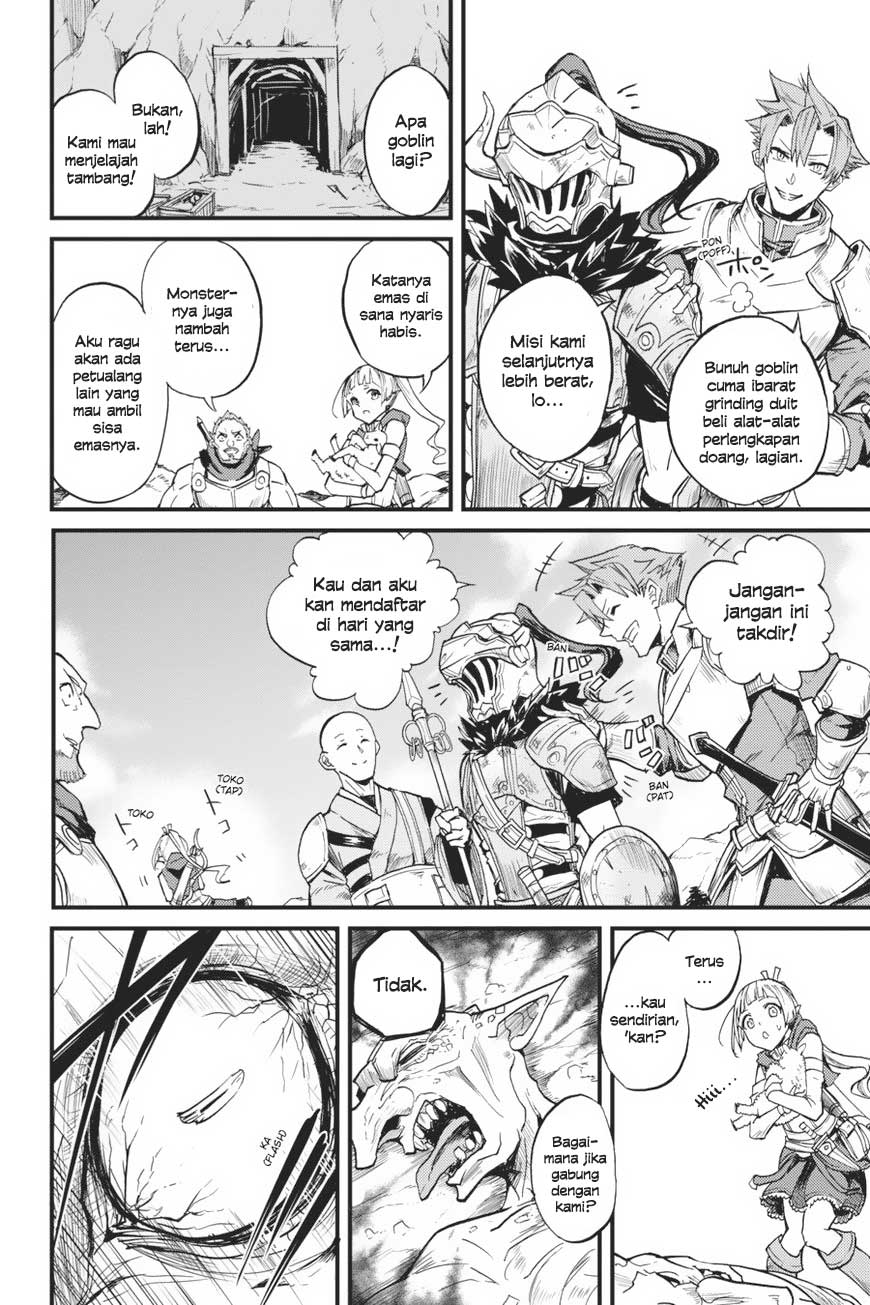 PON
(POFF)
ポン
Bunuh goblin
cuma ibarat
grinding duit
beli alat-alat
perlengkapan
doang, lagian.
Misi kami
selanjutnya
lebih berat,
lo...
Apa
goblin
lagi?
Bukan,
lah!
Kami mau
menjelajah
tambang!
Katanya
emas di
sana nyaris
habis.
Monster-
nya juga
nambah
terus...
Aku ragu
akan ada
petualang
lain yang
mau ambil
sisa
emasnya.
Jangan-
jangan ini
takdir!
BAN
BAN
(PAT)
Kau dan aku
kan mendaftar
di hari yang
sama...!
TOKO
(TAP)
TOKO
Terus
...
...kau
sendirian,
'kan?
Hiii...
Bagai-
mana jika
gabung
dengan
kami?
Tidak.
KA
(FLASH)